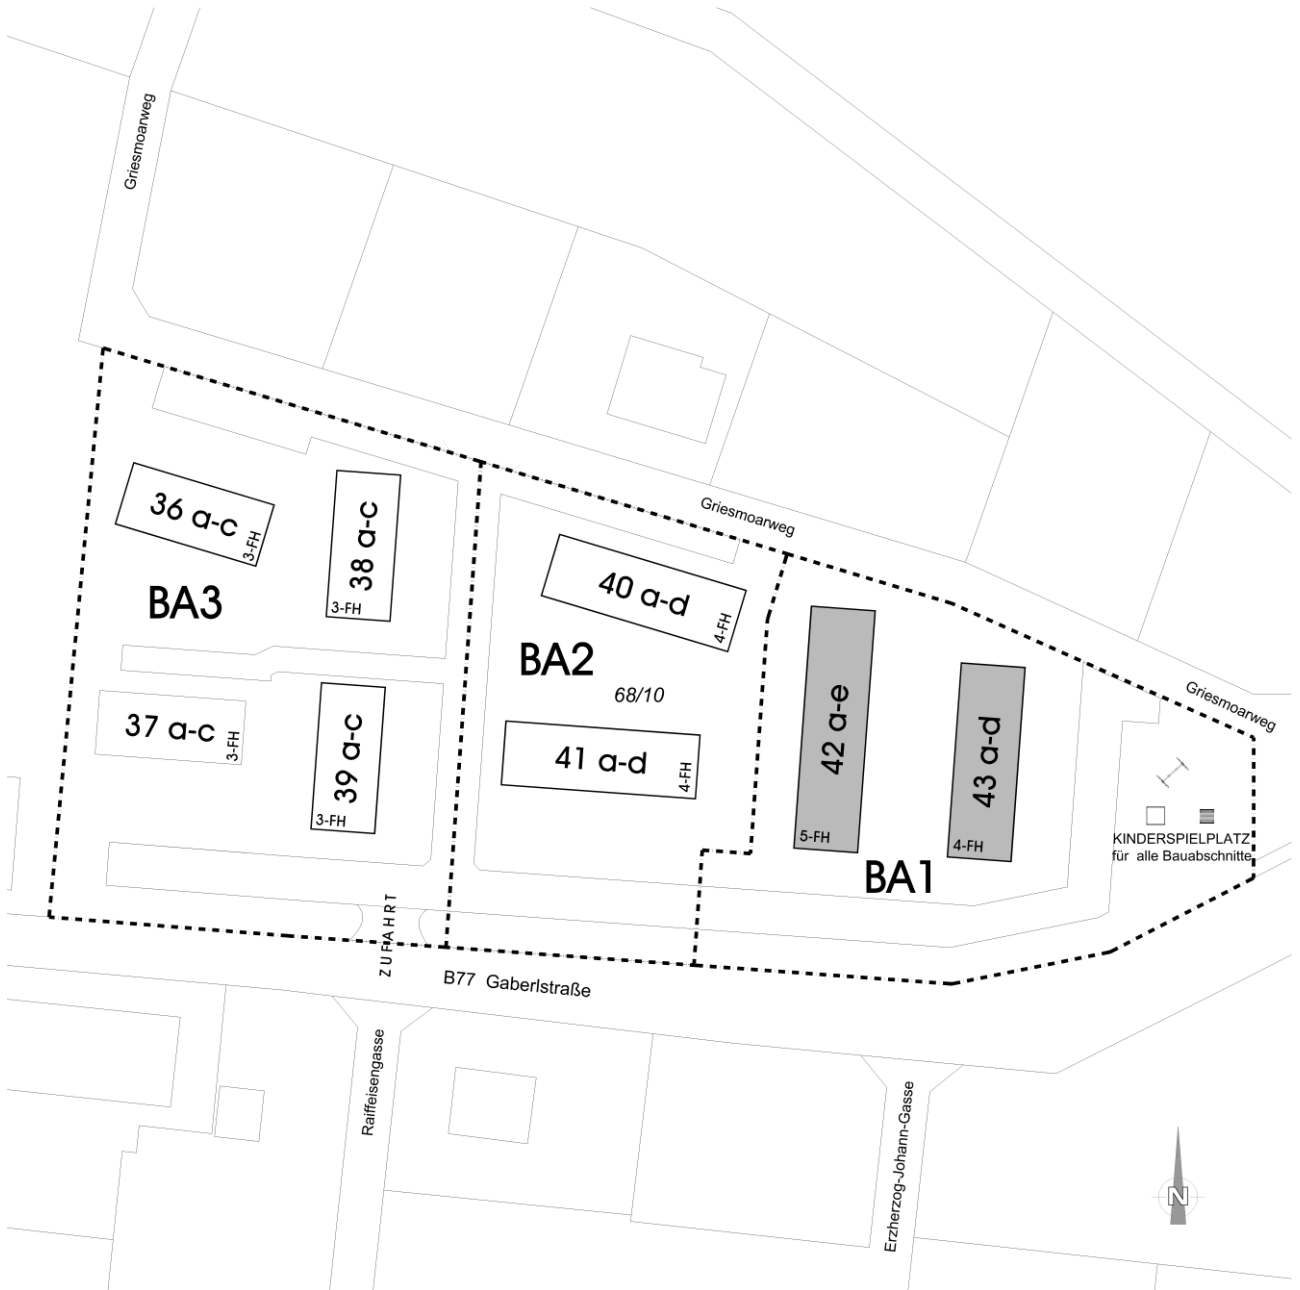 Griesmoarweg
Griesmoarweg
36 a-c
3-FH
38 a-c
3-FH
BA3
40 a-d
4-FH
BA2
68/10
37 a-c
3-FH
39 a-c
3-FH
41 a-d
4-FH
42 a-e
5-FH
43 a-d
4-FH
BA1
Griesmoarweg
KINDERSPIELPLATZ
für alle Bauabschnitte
ZUFAHRT
B77 Gaberlstraße
Raiffeisengasse
Erzherzog-Johann-Gasse
N